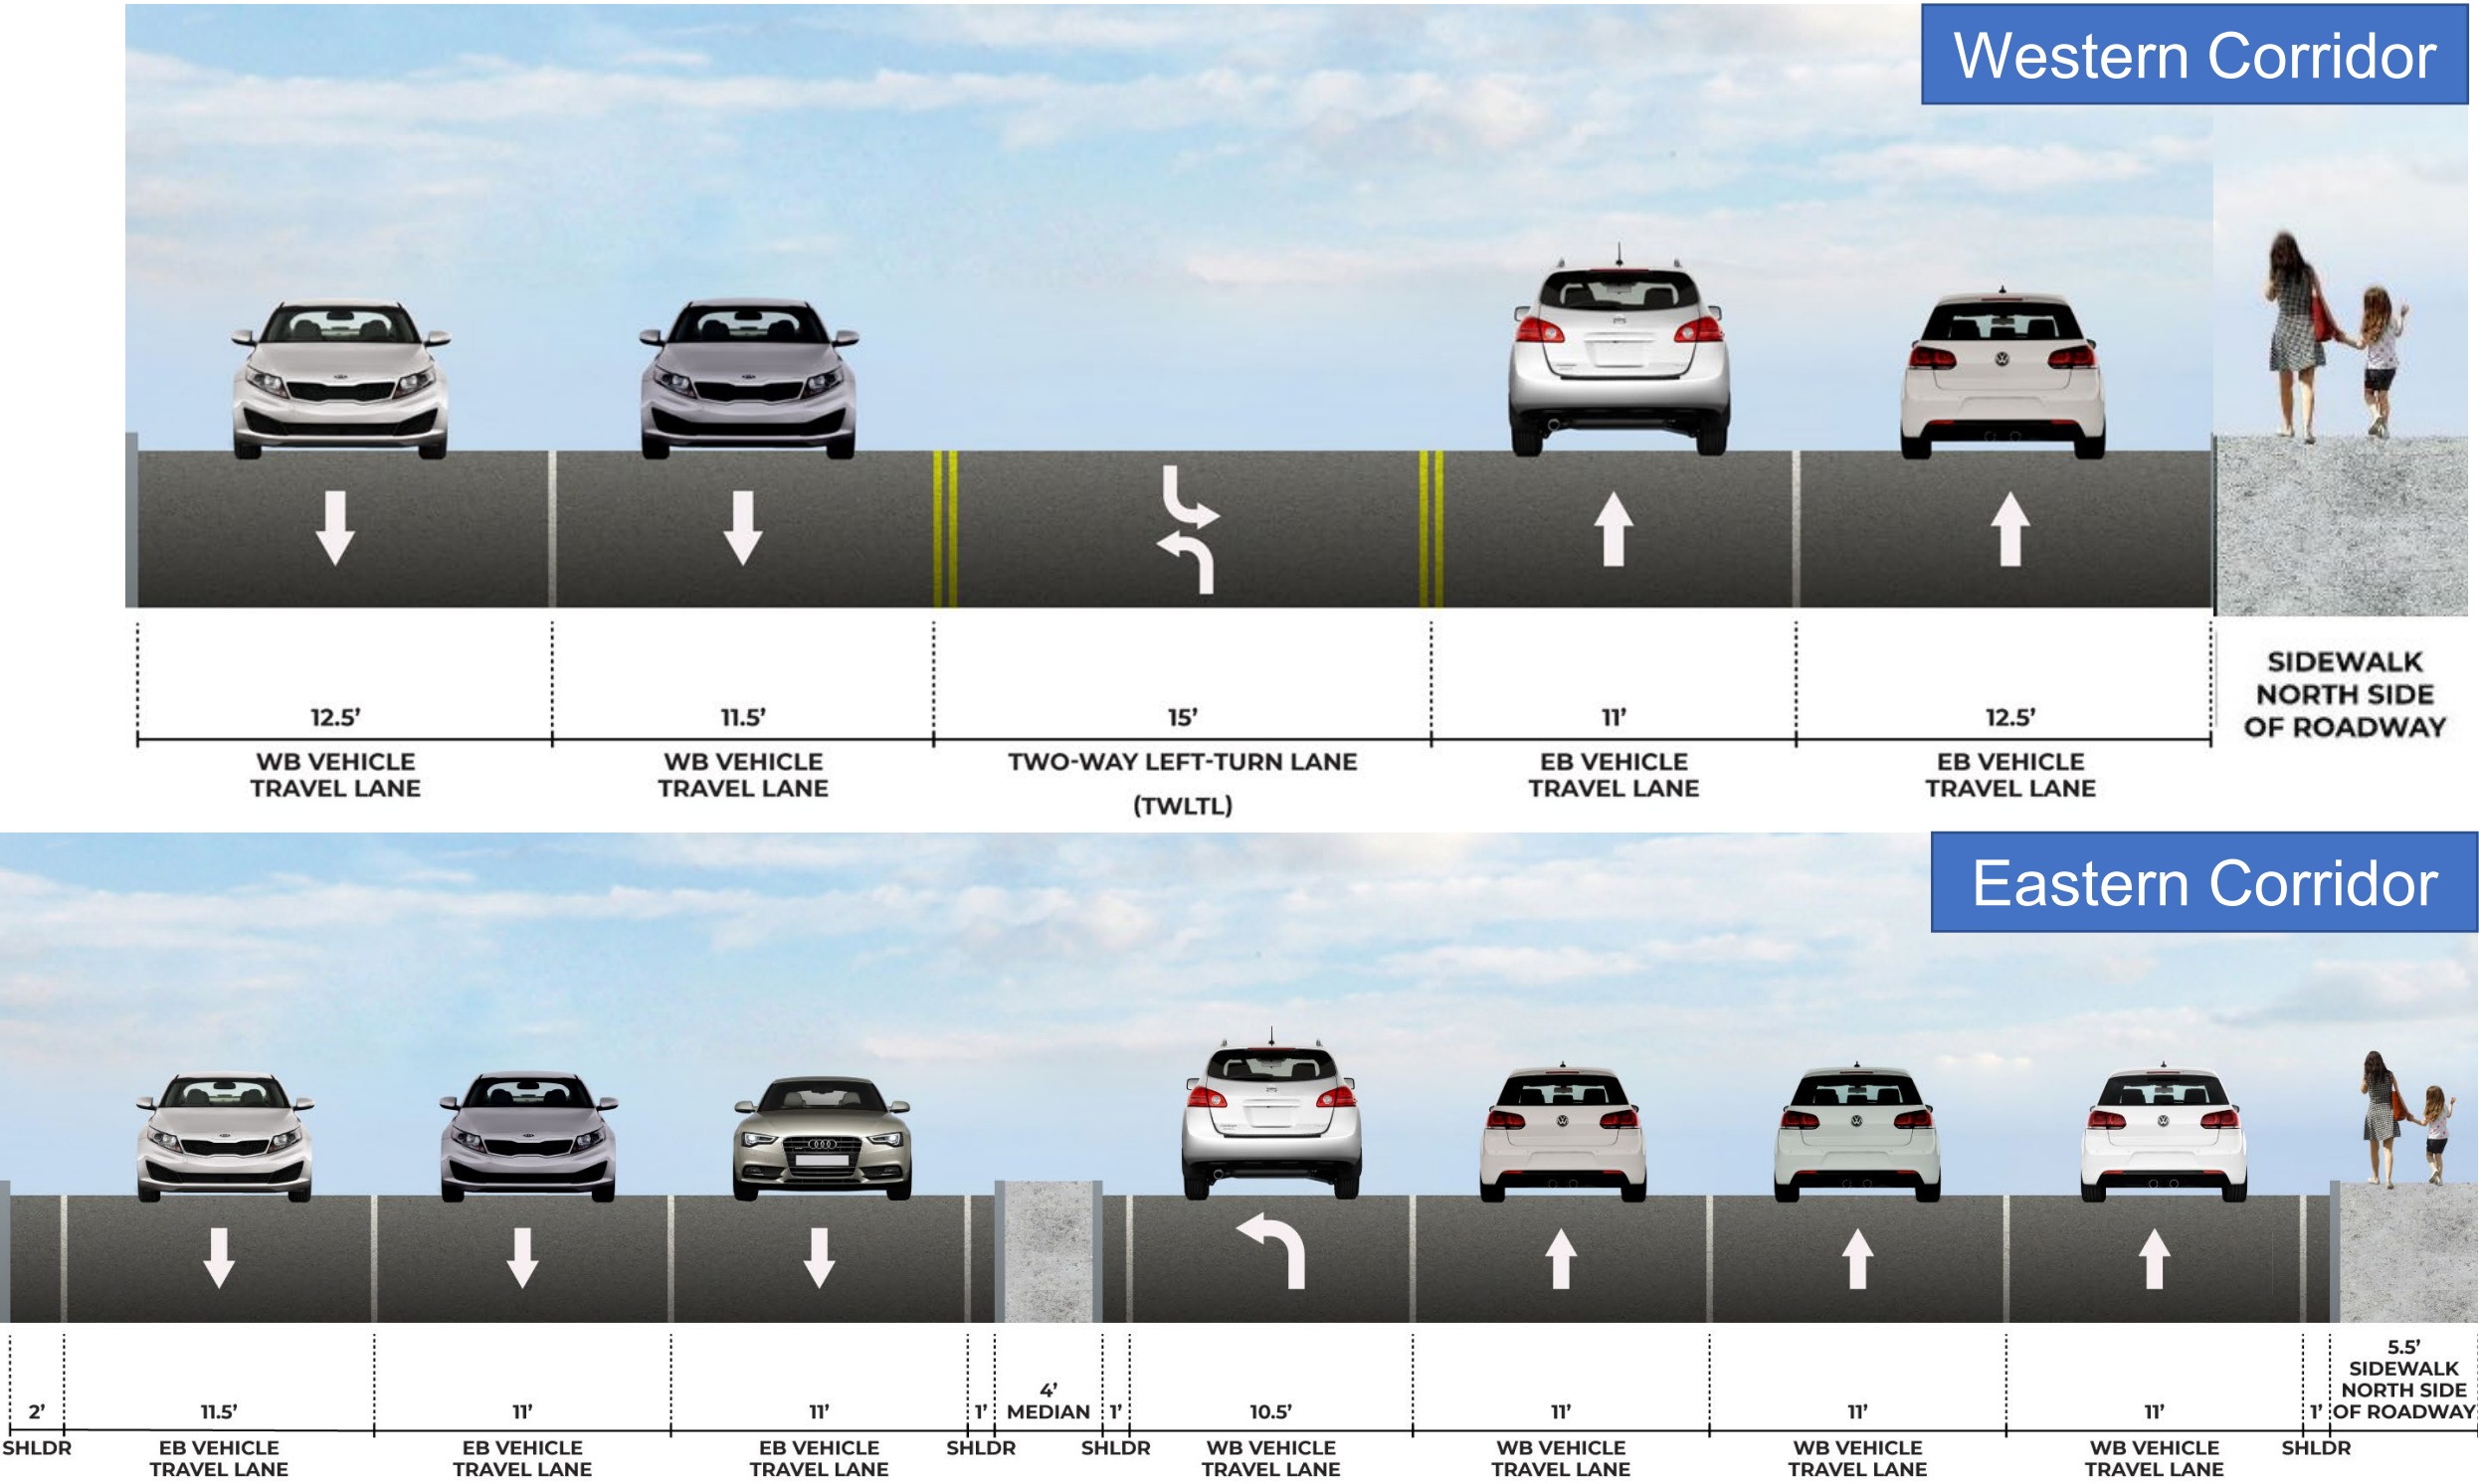 Western Corridor
12.5’
11.5’
15’
11’
12.5’
WB VEHICLE
TRAVEL LANE
WB VEHICLE
TRAVEL LANE
TWO-WAY LEFT-TURN LANE
(TWLTL)
EB VEHICLE
TRAVEL LANE
EB VEHICLE
TRAVEL LANE
SIDEWALK
NORTH SIDE
OF ROADWAY
Eastern Corridor
2’
11.5’
11’
11’
1’
4’
MEDIAN
1’
10.5’
11’
11’
11’
1’
5.5’
SIDEWALK
NORTH SIDE
OF ROADWAY
SHLDR
EB VEHICLE
TRAVEL LANE
EB VEHICLE
TRAVEL LANE
EB VEHICLE
TRAVEL LANE
SHLDR
SHLDR
WB VEHICLE
TRAVEL LANE
WB VEHICLE
TRAVEL LANE
WB VEHICLE
TRAVEL LANE
WB VEHICLE
TRAVEL LANE
SHLDR